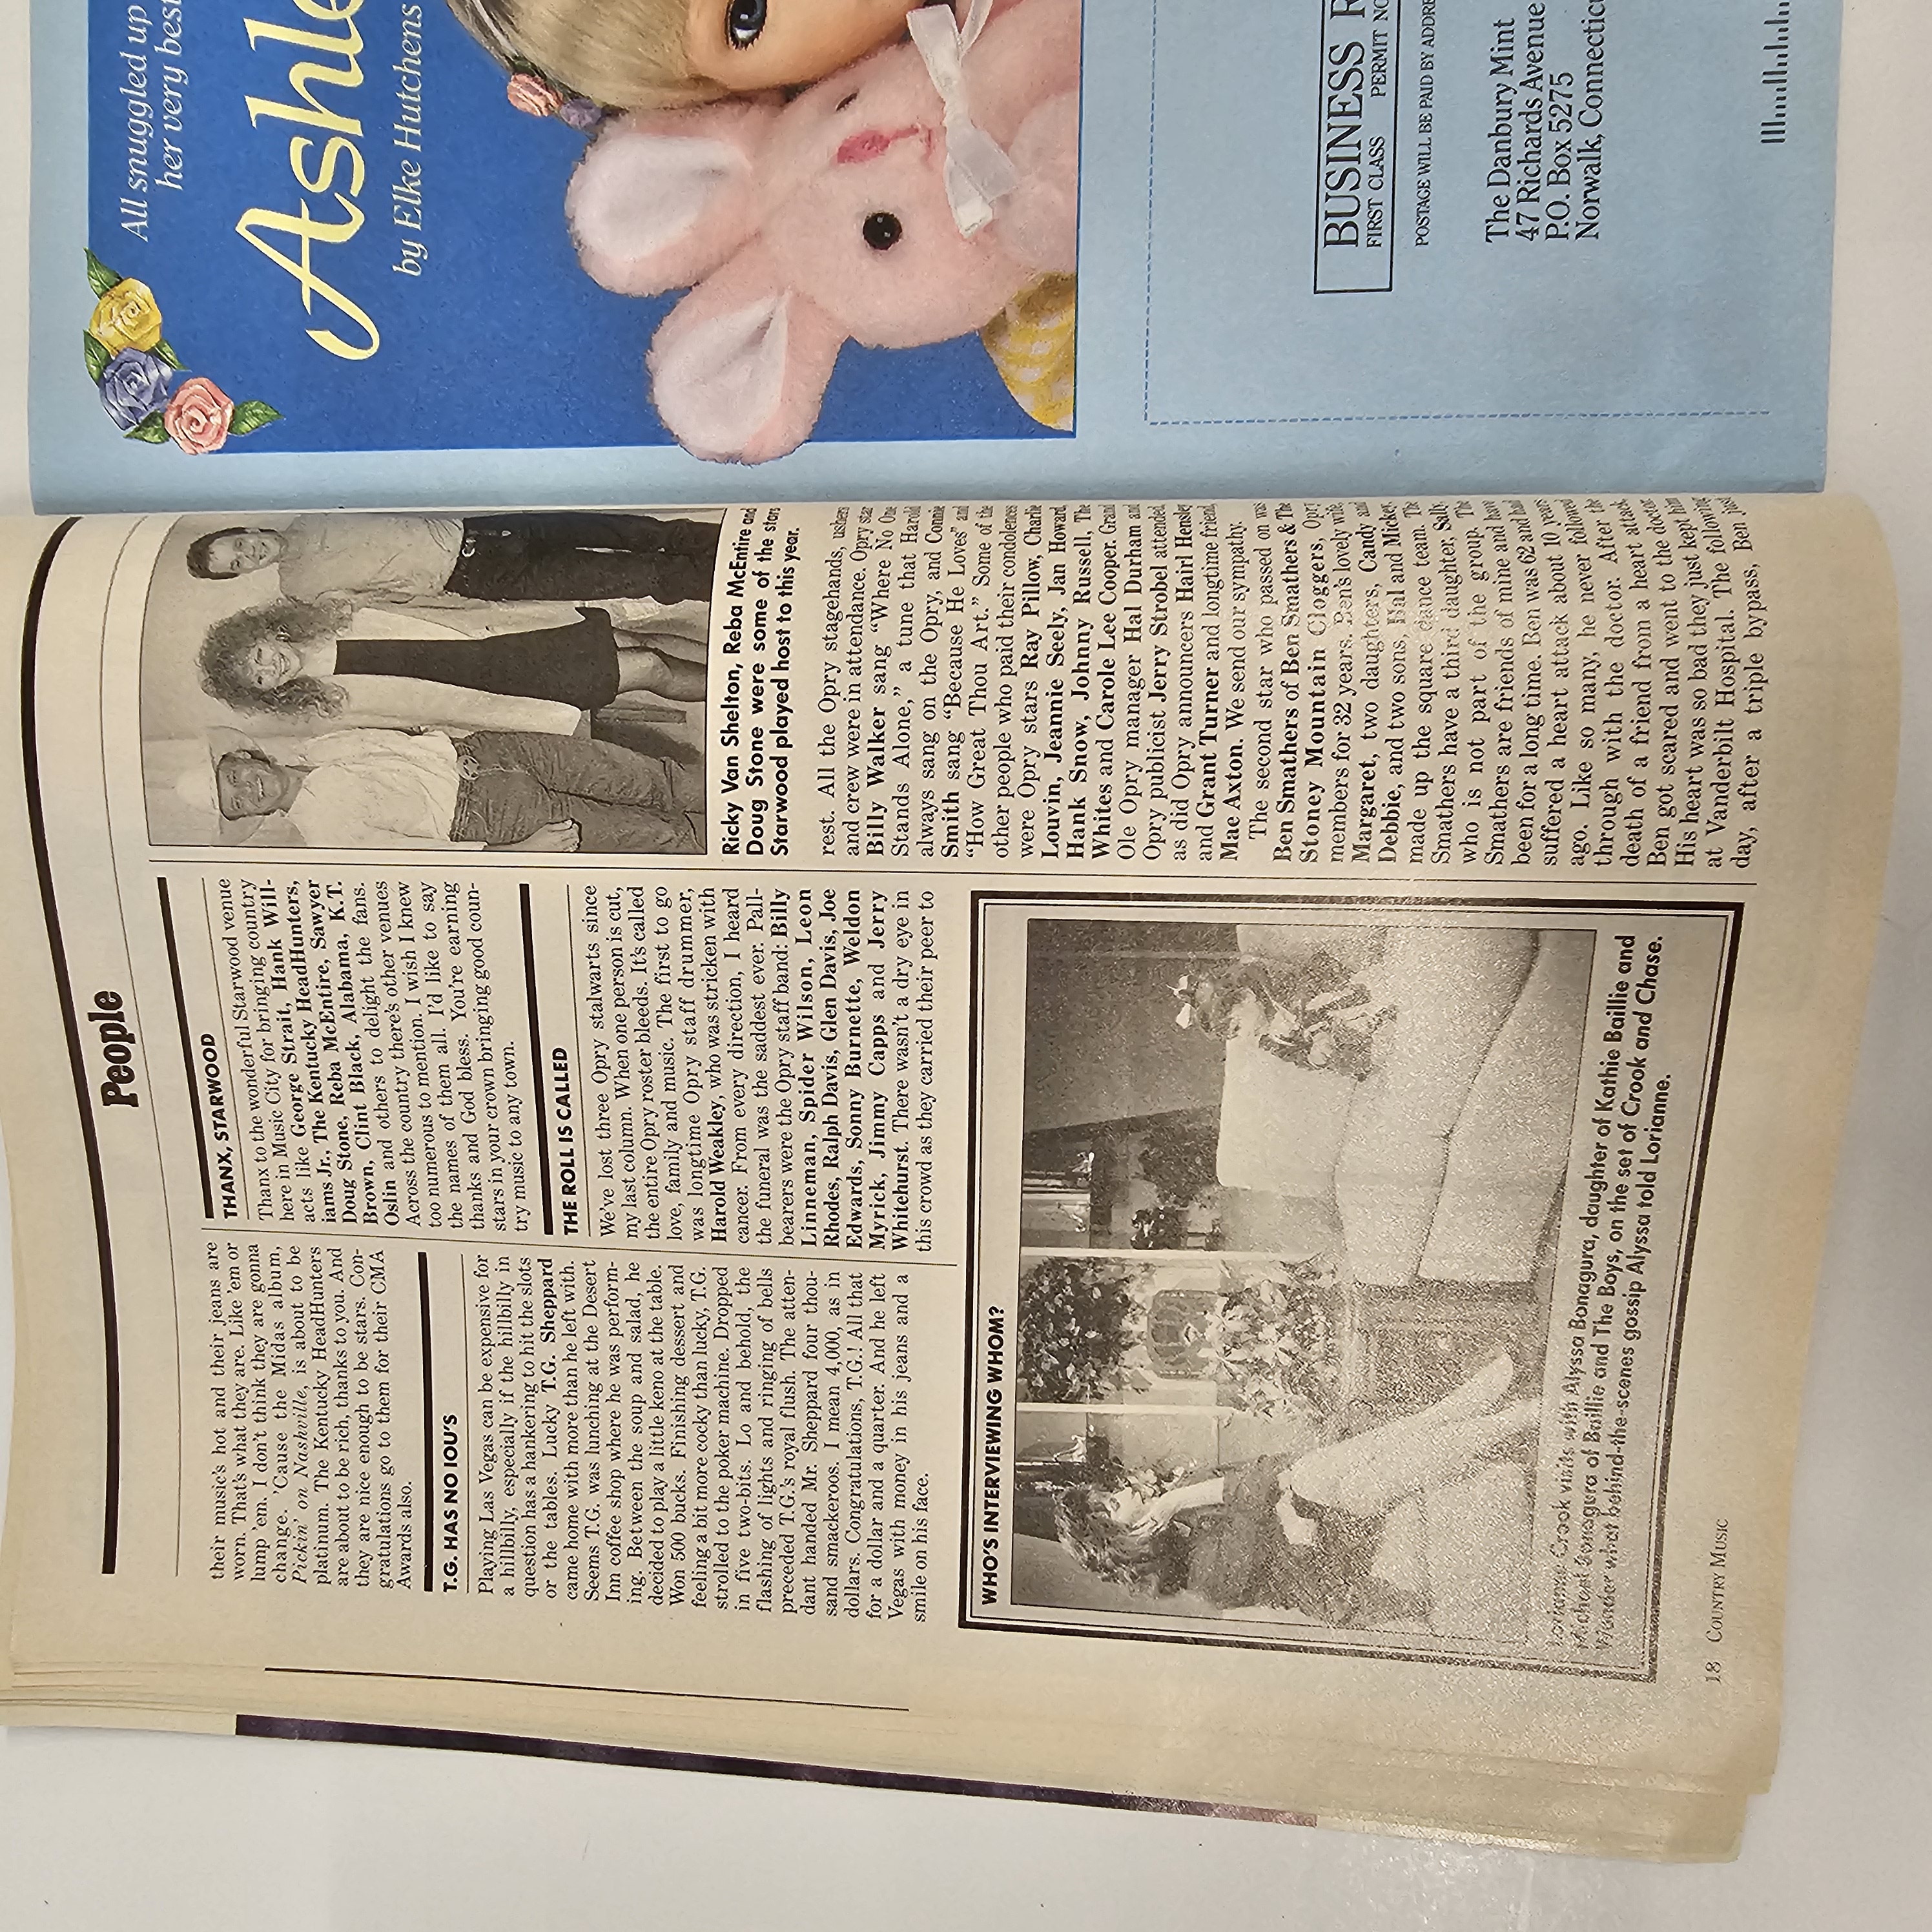 People
their music's hot and their jeans are
worn. That's what they are. Like 'em or
lump 'em. I don't think they are gonna
change. 'Cause the Midas album,
Pickin' on Nashville, is about to be
platinum. The Kentucky HeadHunters
are about to be rich, thanks to you. And
they are nice enough to be stars. Con-
gratulations go to them for their CMA
Awards also.
T.G. HAS NO IOU'S
Playing Las Vegas can be expensive for
a hillbilly, especially if the hillbilly in
question has a hankering to hit the slots
or the tables. Lucky T.G. Sheppard
came home with more than he left with.
Seems T.G. was lunching at the Desert
Inn coffee shop where he was perform-
ing. Between the soup and salad, he
decided to play a little keno at the table.
Won 500 bucks. Finishing dessert and
feeling a bit more cocky than lucky, T.G.
strolled to the poker machine. Dropped
in five two-bits. Lo and behold, the
flashing of lights and ringing of bells
preceded T.G.'s royal flush. The atten-
dant handed Mr. Sheppard four thou-
sand smackeroos. I mean 4,000, as in
dollars. Congratulations, T.G.! All that
for a dollar and a quarter. And he left
Vegas with money in his jeans and a
smile on his face.
THANX, STARWOOD
Thanx to the wonderful Starwood venue
here in Music City for bringing country
acts like George Strait, Hank Will-
iams Jr., The Kentucky HeadHunters,
Doug Stone, Reba McEntire, Sawyer
Brown, Clint Black, Alabama, K.T.
Oslin and others to delight the fans.
Across the country there's other venues
too numerous to mention. I wish I knew
the names of them all. I'd like to say
thanks and God bless. You're earning
stars in your crown bringing good coun-
try music to any town.
THE ROLL IS CALLED
We've lost three Opry stalwarts since
my last column. When one person is cut,
the entire Opry roster bleeds. It's called
love, family and music. The first to go
was longtime Opry staff drummer,
Harold Weakley, who was stricken with
cancer. From every direction, I heard
the funeral was the saddest ever. Pall-
bearers were the Opry staff band: Billy
Linneman, Spider Wilson, Leon
Rhodes, Ralph Davis, Glen Davis, Joe
Edwards, Sonny Burnette, Weldon
Myrick, Jimmy Capps and Jerry
Whitehurst. There wasn't a dry eye in
this crowd as they carried their peer to
Ricky Van Shelton, Reba McEntire and
Doug Stone were some of the stars
Starwood played host to this year.
rest. All the Opry stagehands, ushers
and crew were in attendance. Opry star
Billy Walker sang "Where No One
Stands Alone," a tune that Harold
always sang on the Opry, and Connie
Smith sang "Because He Loves" and
"How Great Thou Art." Some of the
other people who paid their condolences
were Opry stars Ray Pillow, Charlie
Louvin, Jeannie Seely, Jan Howard,
Hank Snow, Johnny Russell, The
Whites and Carole Lee Cooper. Grand
Ole Opry manager Hal Durham and
Opry publicist Jerry Strobel attended,
as did Opry announcers Hairl Hensley
and Grant Turner and longtime friend,
Mae Axton. We send our sympathy.
The second star who passed on was
Ben Smathers of Ben Smathers & The
Stoney Mountain Cloggers, Opry
members for 32 years. Ben's lovely wife,
Margaret, two daughters, Candy and
Debbie, and two sons, Hal and Mickey,
made up the square dance team. The
Smathers have a third daughter, Sally,
who is not part of the group. The
Smathers are friends of mine and have
been for a long time. Ben was 62 and had
suffered a heart attack about 10 years
ago. Like so many, he never followed
through with the doctor. After the
death of a friend from a heart attack,
Ben got scared and went to the doctor.
His heart was so bad they just kept him
at Vanderbilt Hospital. The following
day, after a triple bypass, Ben just
WHO'S INTERVIEWING WHOM?
Lorianne Crook visits with Alyssa Bonagura, daughter of Kathie Baillie and
Michael Bonagura of Baillie and The Boys, on the set of Crook and Chase.
Wonder what behind-the-scenes gossip Alyssa told Lorianne.
18 COUNTRY MUSIC
All snuggled up
her very best
Ashle
by Elke Hutchens
BUSINESS R
FIRST CLASS PERMIT NO
POSTAGE WILL BE PAID BY ADDRE
The Danbury Mint
47 Richards Avenue
P.O. Box 5275
Norwalk, Connecticu